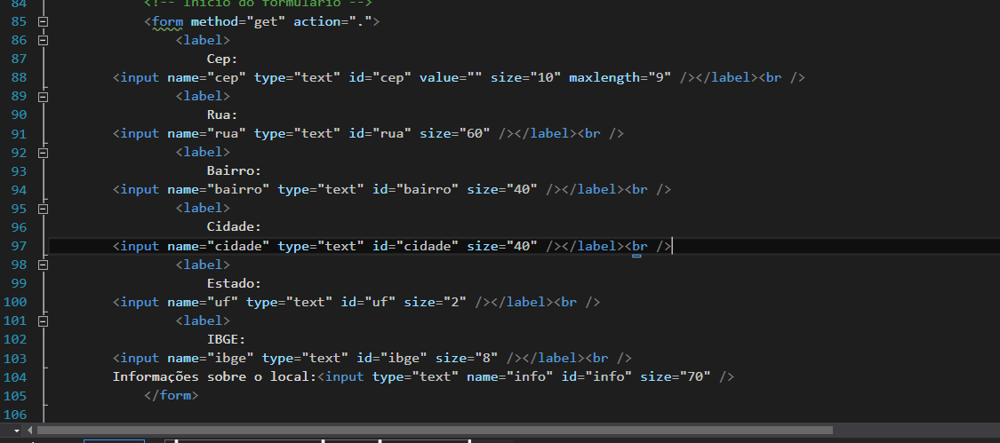 84 <!-- Inicio do formulario -->
85 <form method="get" action=".">
86 <label>
87 Cep:
88 <input name="cep" type="text" id="cep" value="" size="10" maxlength="9" /></label><br />
89 <label>
90 Rua:
91 <input name="rua" type="text" id="rua" size="60" /></label><br />
92 <label>
93 Bairro:
94 <input name="bairro" type="text" id="bairro" size="40" /></label><br />
95 <label>
96 Cidade:
97 <input name="cidade" type="text" id="cidade" size="40" /></label><br />
98 <label>
99 Estado:
100 <input name="uf" type="text" id="uf" size="2" /></label><br />
101 <label>
102 IBGE:
103 <input name="ibge" type="text" id="ibge" size="8" /></label><br />
104 Informações sobre o local:<input type="text" name="info" id="info" size="70" />
105 </form>
106